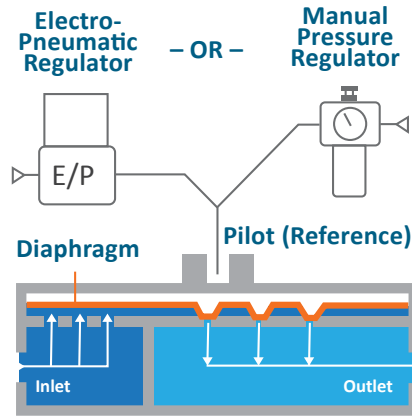 Electro-
Pneumatic
Regulator
– OR –
Manual
Pressure
Regulator
E/P
Pilot (Reference)
Diaphragm
Inlet
Outlet